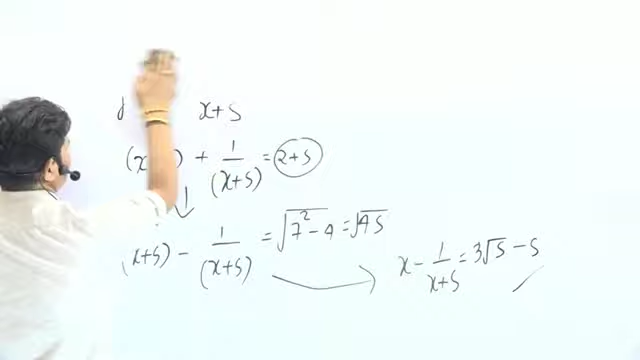 x+5
(x ) + 1/(x+5) = 2+5
(x+5) - 1/(x+5) = √(7²-4) = √45
x - 1/(x+5) = 3√5 - 5